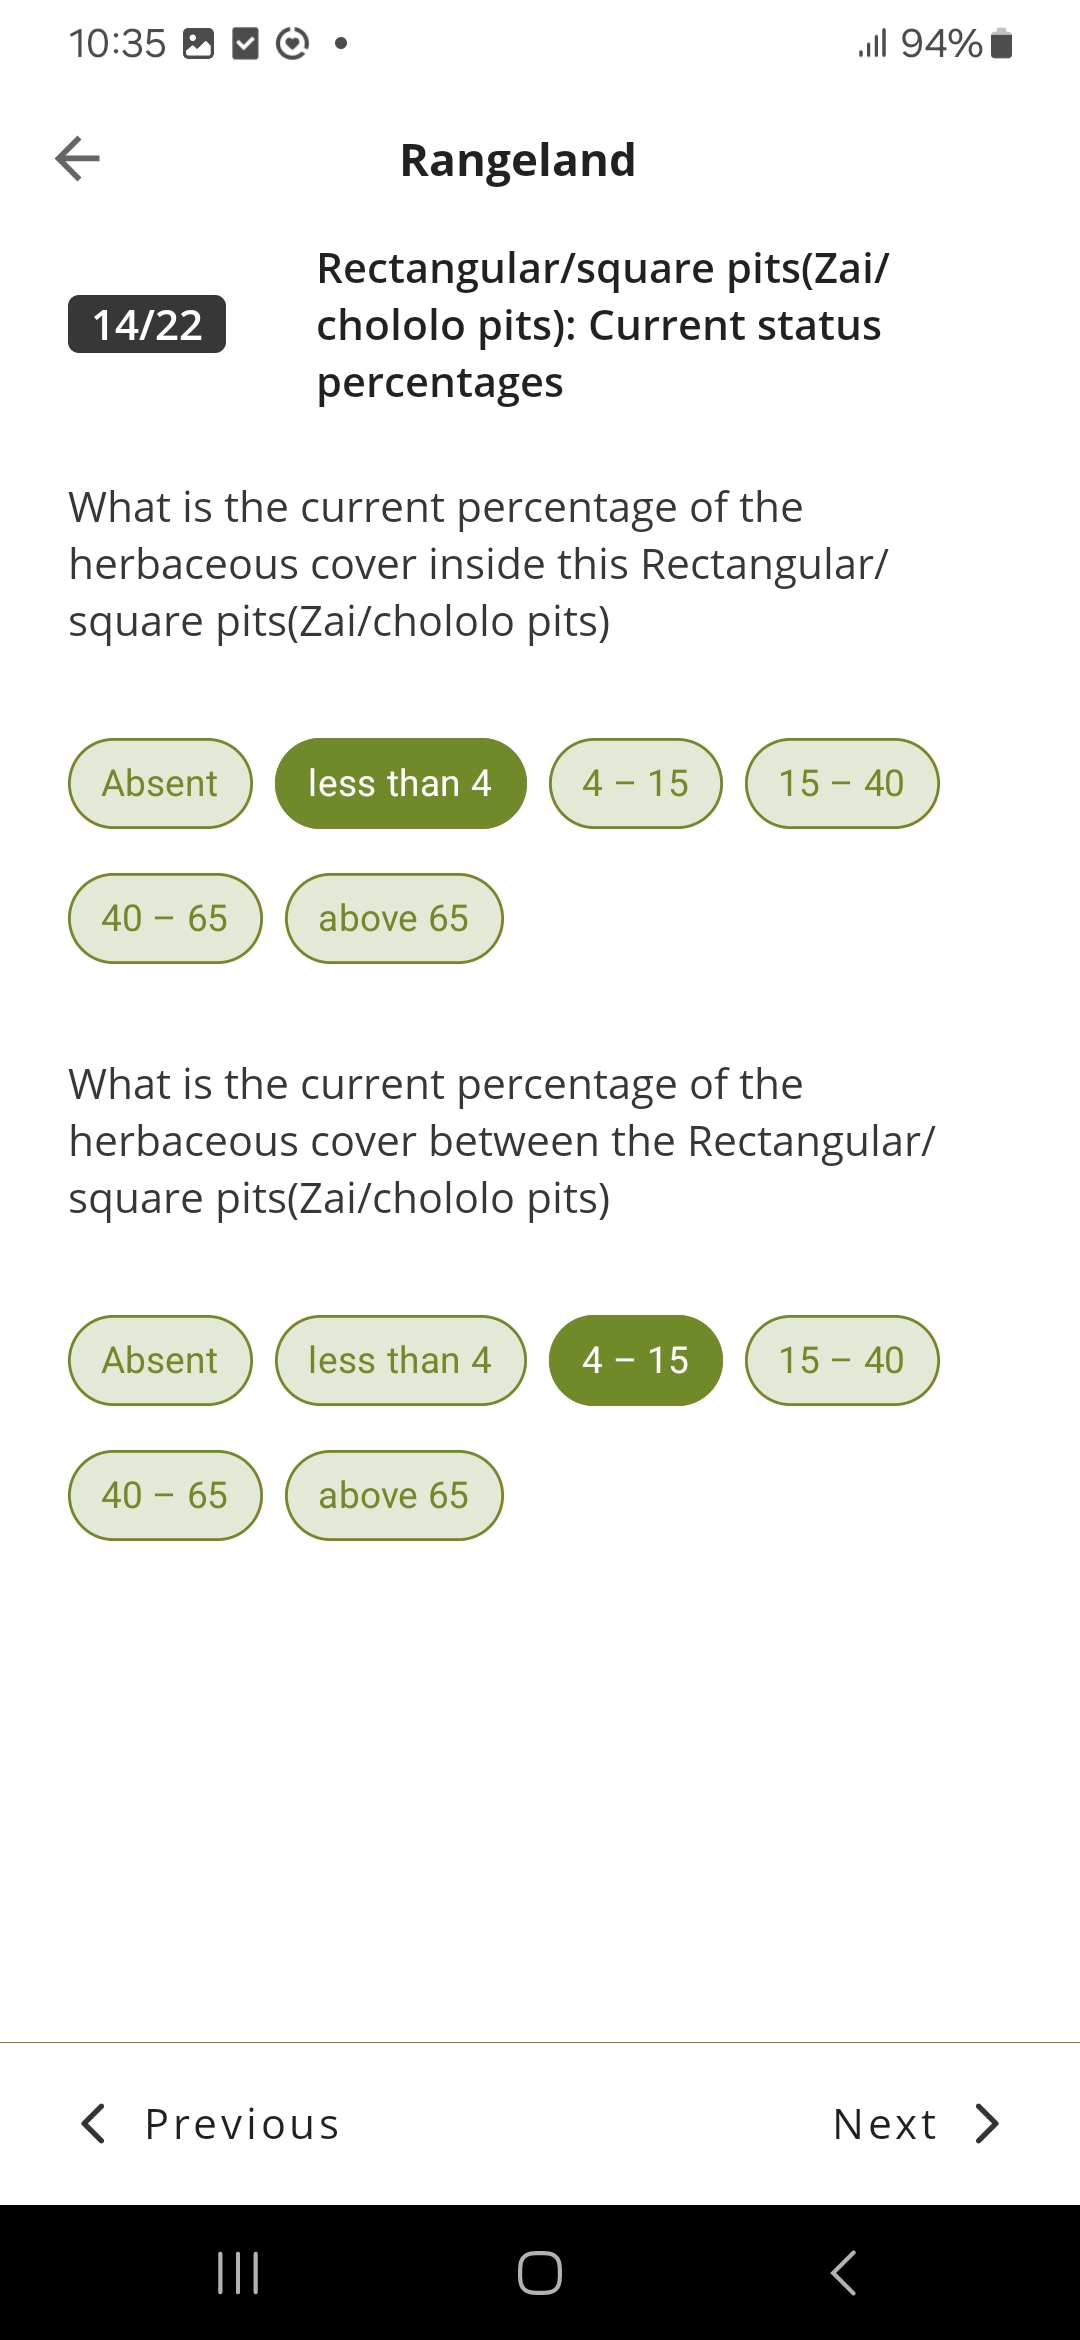 10:35
94%
Rangeland
14/22
Rectangular/square pits(Zai/
chololo pits): Current status
percentages
What is the current percentage of the
herbaceous cover inside this Rectangular/
square pits(Zai/chololo pits)
Absent less than 4 4 – 15 15 – 40
40 – 65 above 65
What is the current percentage of the
herbaceous cover between the Rectangular/
square pits(Zai/chololo pits)
Absent less than 4 4 – 15 15 – 40
40 – 65 above 65
Previous Next